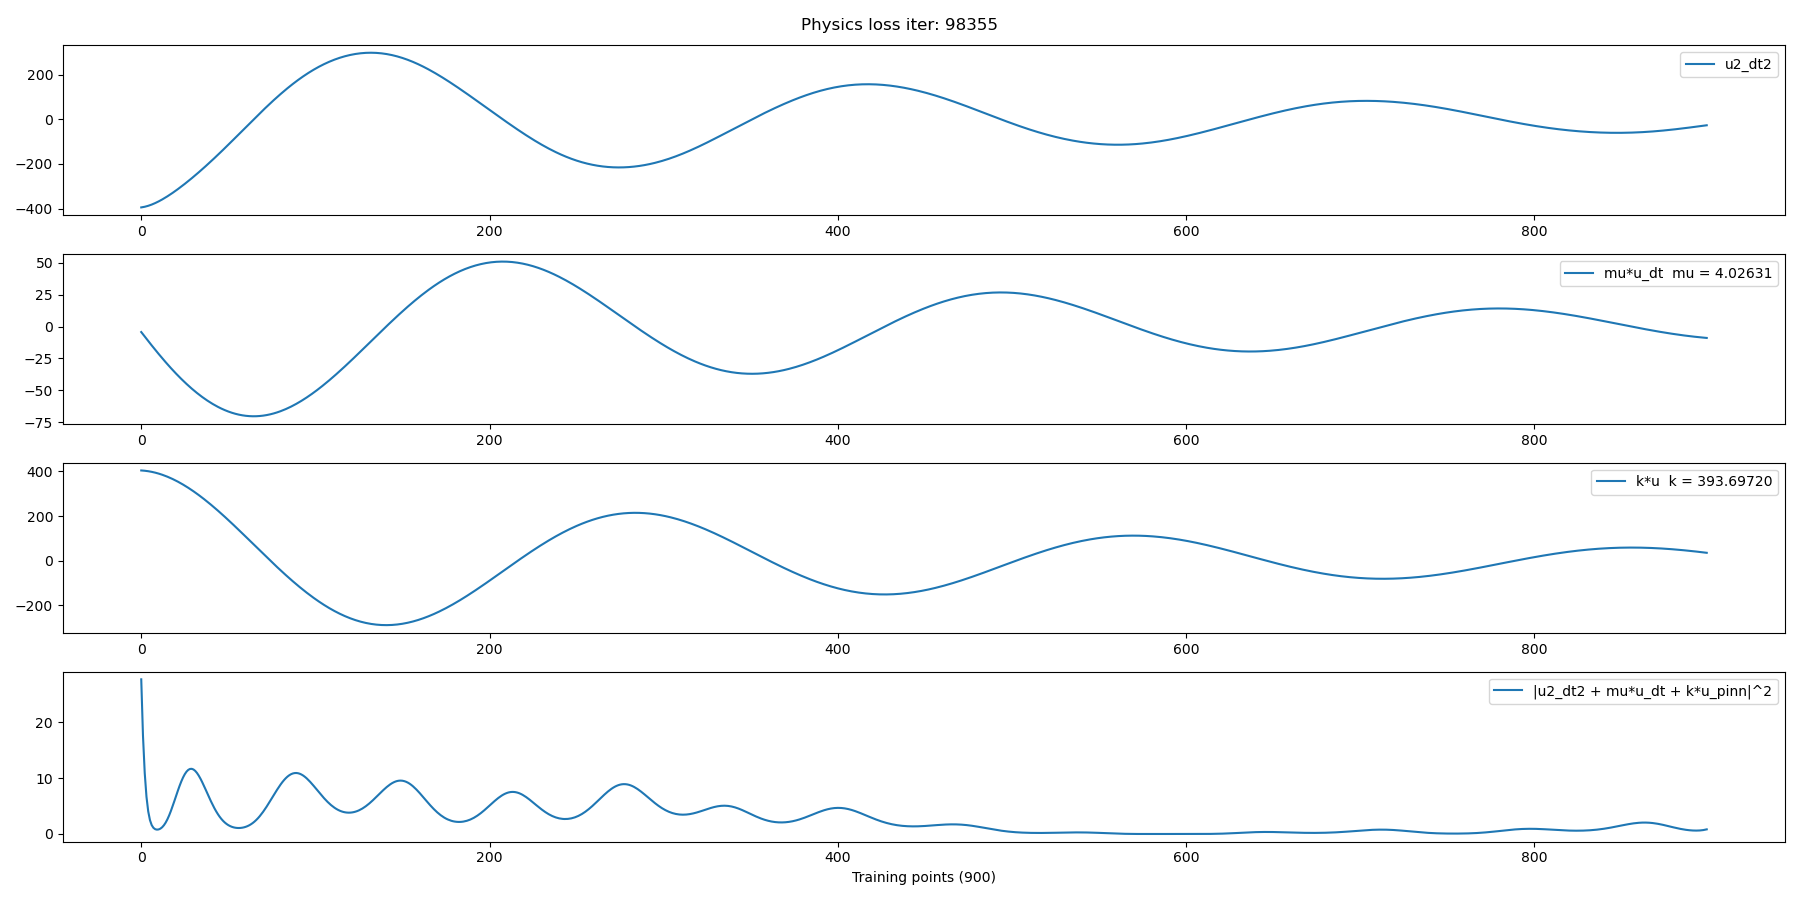 Physics loss iter: 98355
u2_dt2
200
0
−200
−400
0 200 400 600 800
mu*u_dt  mu = 4.02631
50
25
0
−25
−50
−75
0 200 400 600 800
k*u  k = 393.69720
400
200
0
−200
0 200 400 600 800
|u2_dt2 + mu*u_dt + k*u_pinn|^2
20
10
0
0 200 400 600 800
Training points (900)